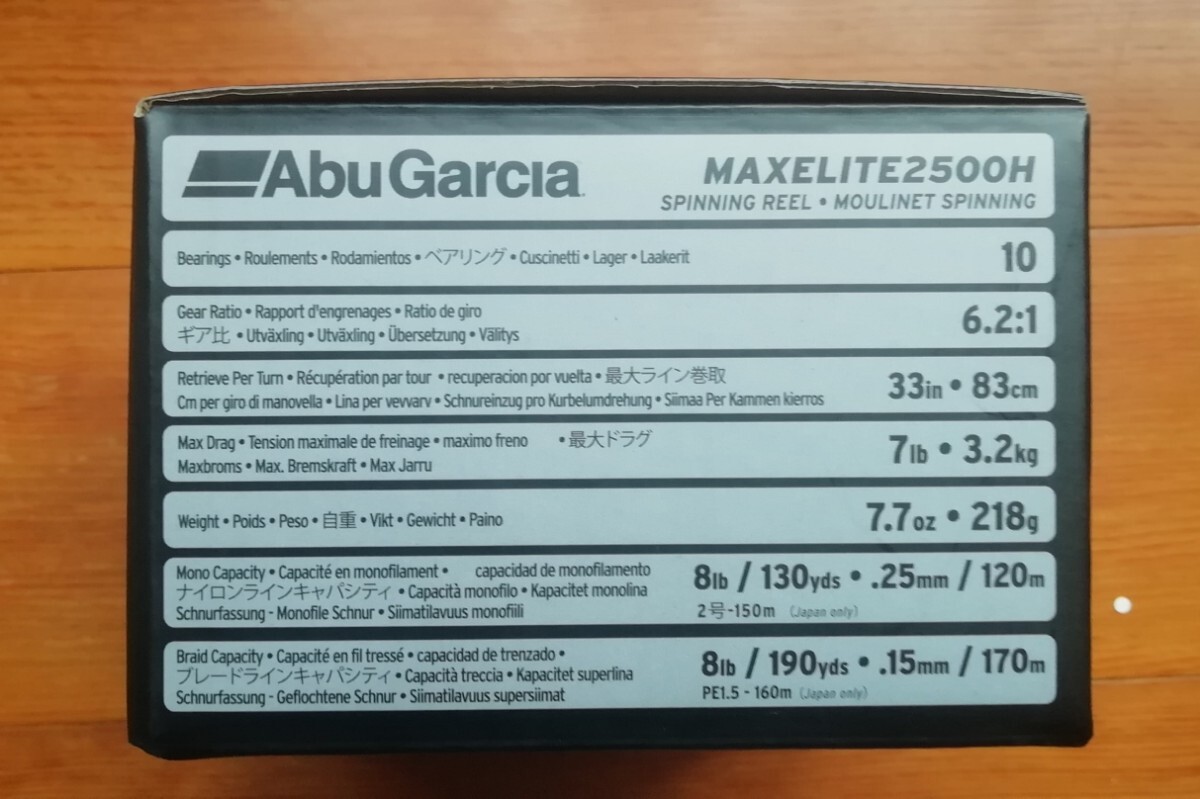 AbuGarcia
MAXELITE2500H
SPINNING REEL • MOULINET SPINNING
Bearings • Roulements • Rodamientos • ベアリング • Cuscinetti • Lager • Laakerit
10
Gear Ratio • Rapport d'engrenages • Ratio de giro
ギア比 • Utväxling • Utväxling • Übersetzung • Välitys
6.2:1
Retrieve Per Turn • Récupération par tour • recuperacion por vuelta • 最大ライン巻取
Cm per giro di manovella • Lina per vevvarv • Schnureinzug pro Kurbelumdrehung • Siimaa Per Kammen kierros
33in • 83cm
Max Drag • Tension maximale de freinage • maximo freno • 最大ドラグ
Maxbroms • Max. Bremskraft • Max Jarru
7lb • 3.2kg
Weight • Poids • Peso • 自重 • Vikt • Gewicht • Paino
7.7oz • 218g
Mono Capacity • Capacité en monofilament • capacidad de monofilamento
ナイロンラインキャパシティ • Capacità monofilo • Kapacitet monolina
Schnurfassung - Monofile Schnur • Siimatilavuus monofiili
8lb / 130yds • .25mm / 120m
2号-150m (Japan only)
Braid Capacity • Capacité en fil tressé • capacidad de trenzado •
ブレードラインキャパシティ • Capacità treccia • Kapacitet superlina
Schnurfassung - Geflochtene Schnur • Siimatilavuus supersiimat
8lb / 190yds • .15mm / 170m
PE1.5 - 160m (Japan only)